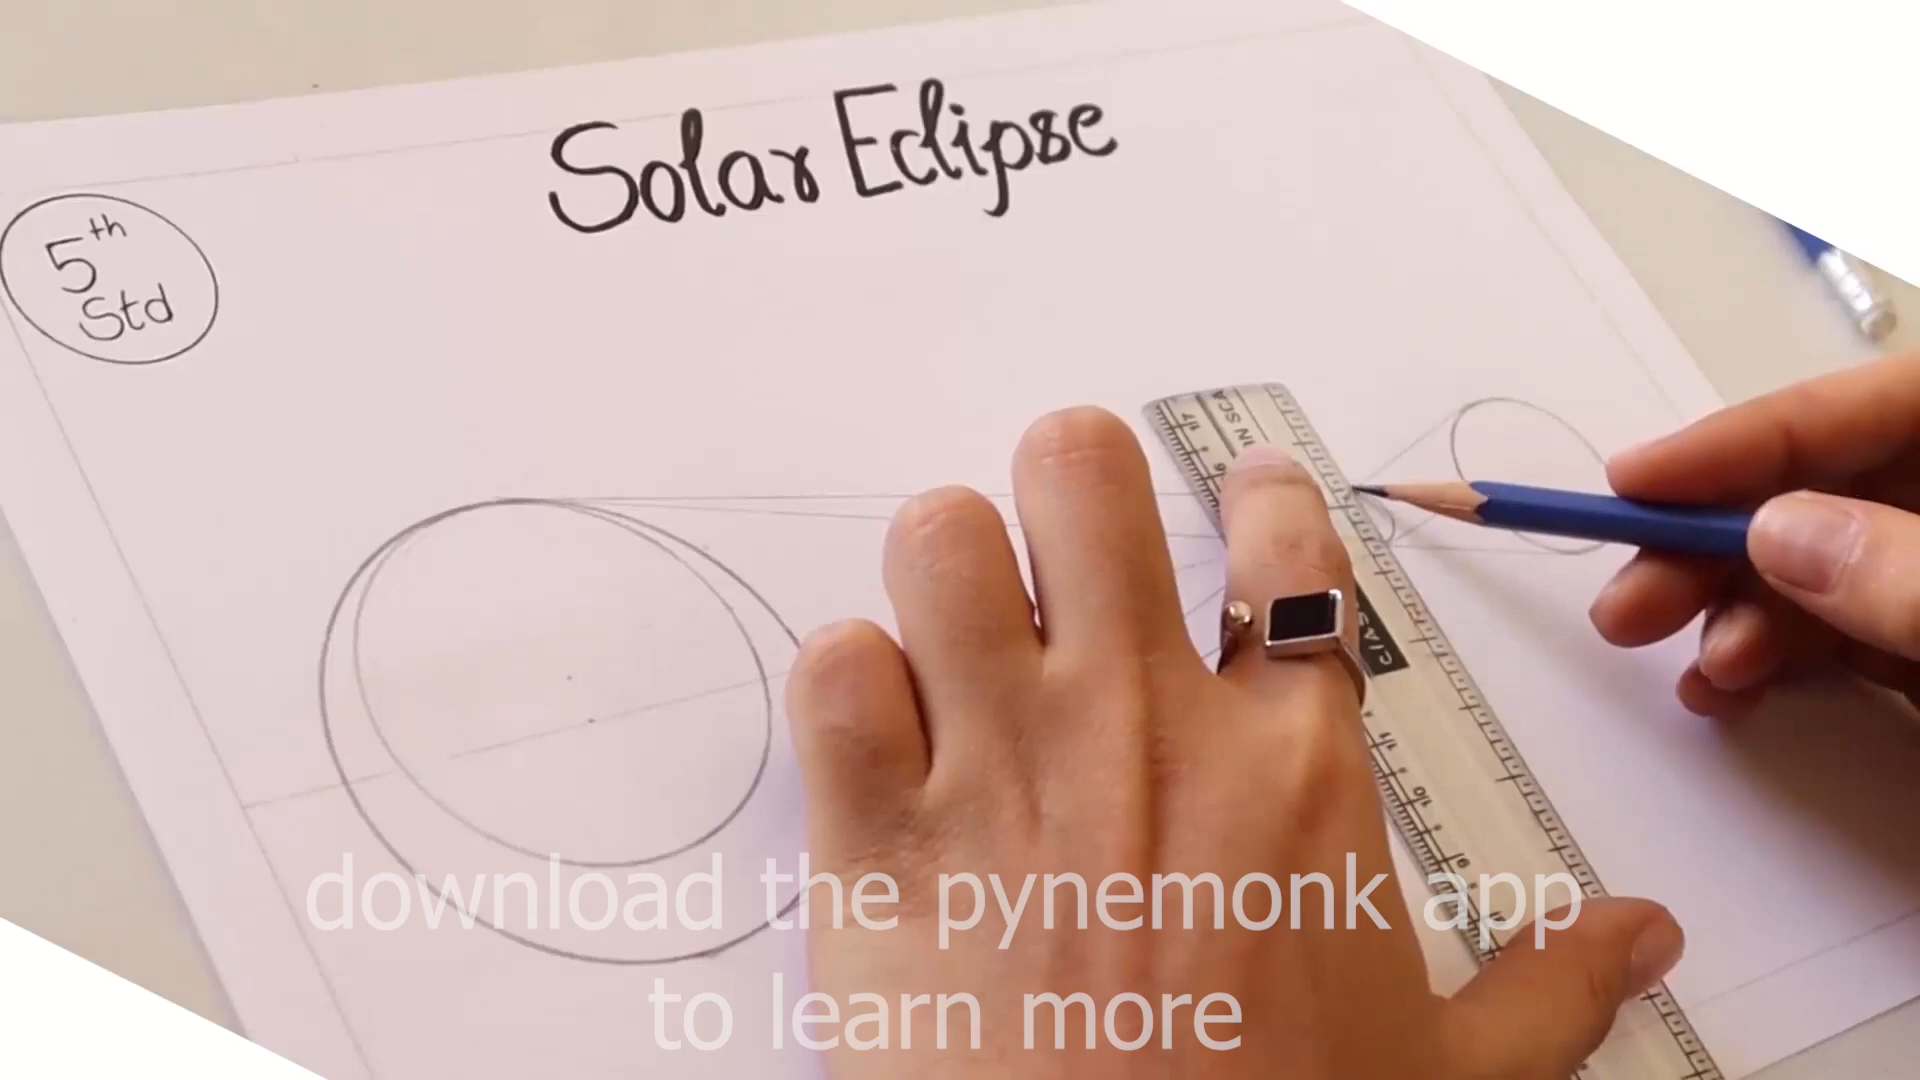 Solar Eclipse
5th
Std
download the pynemonk app
to learn more